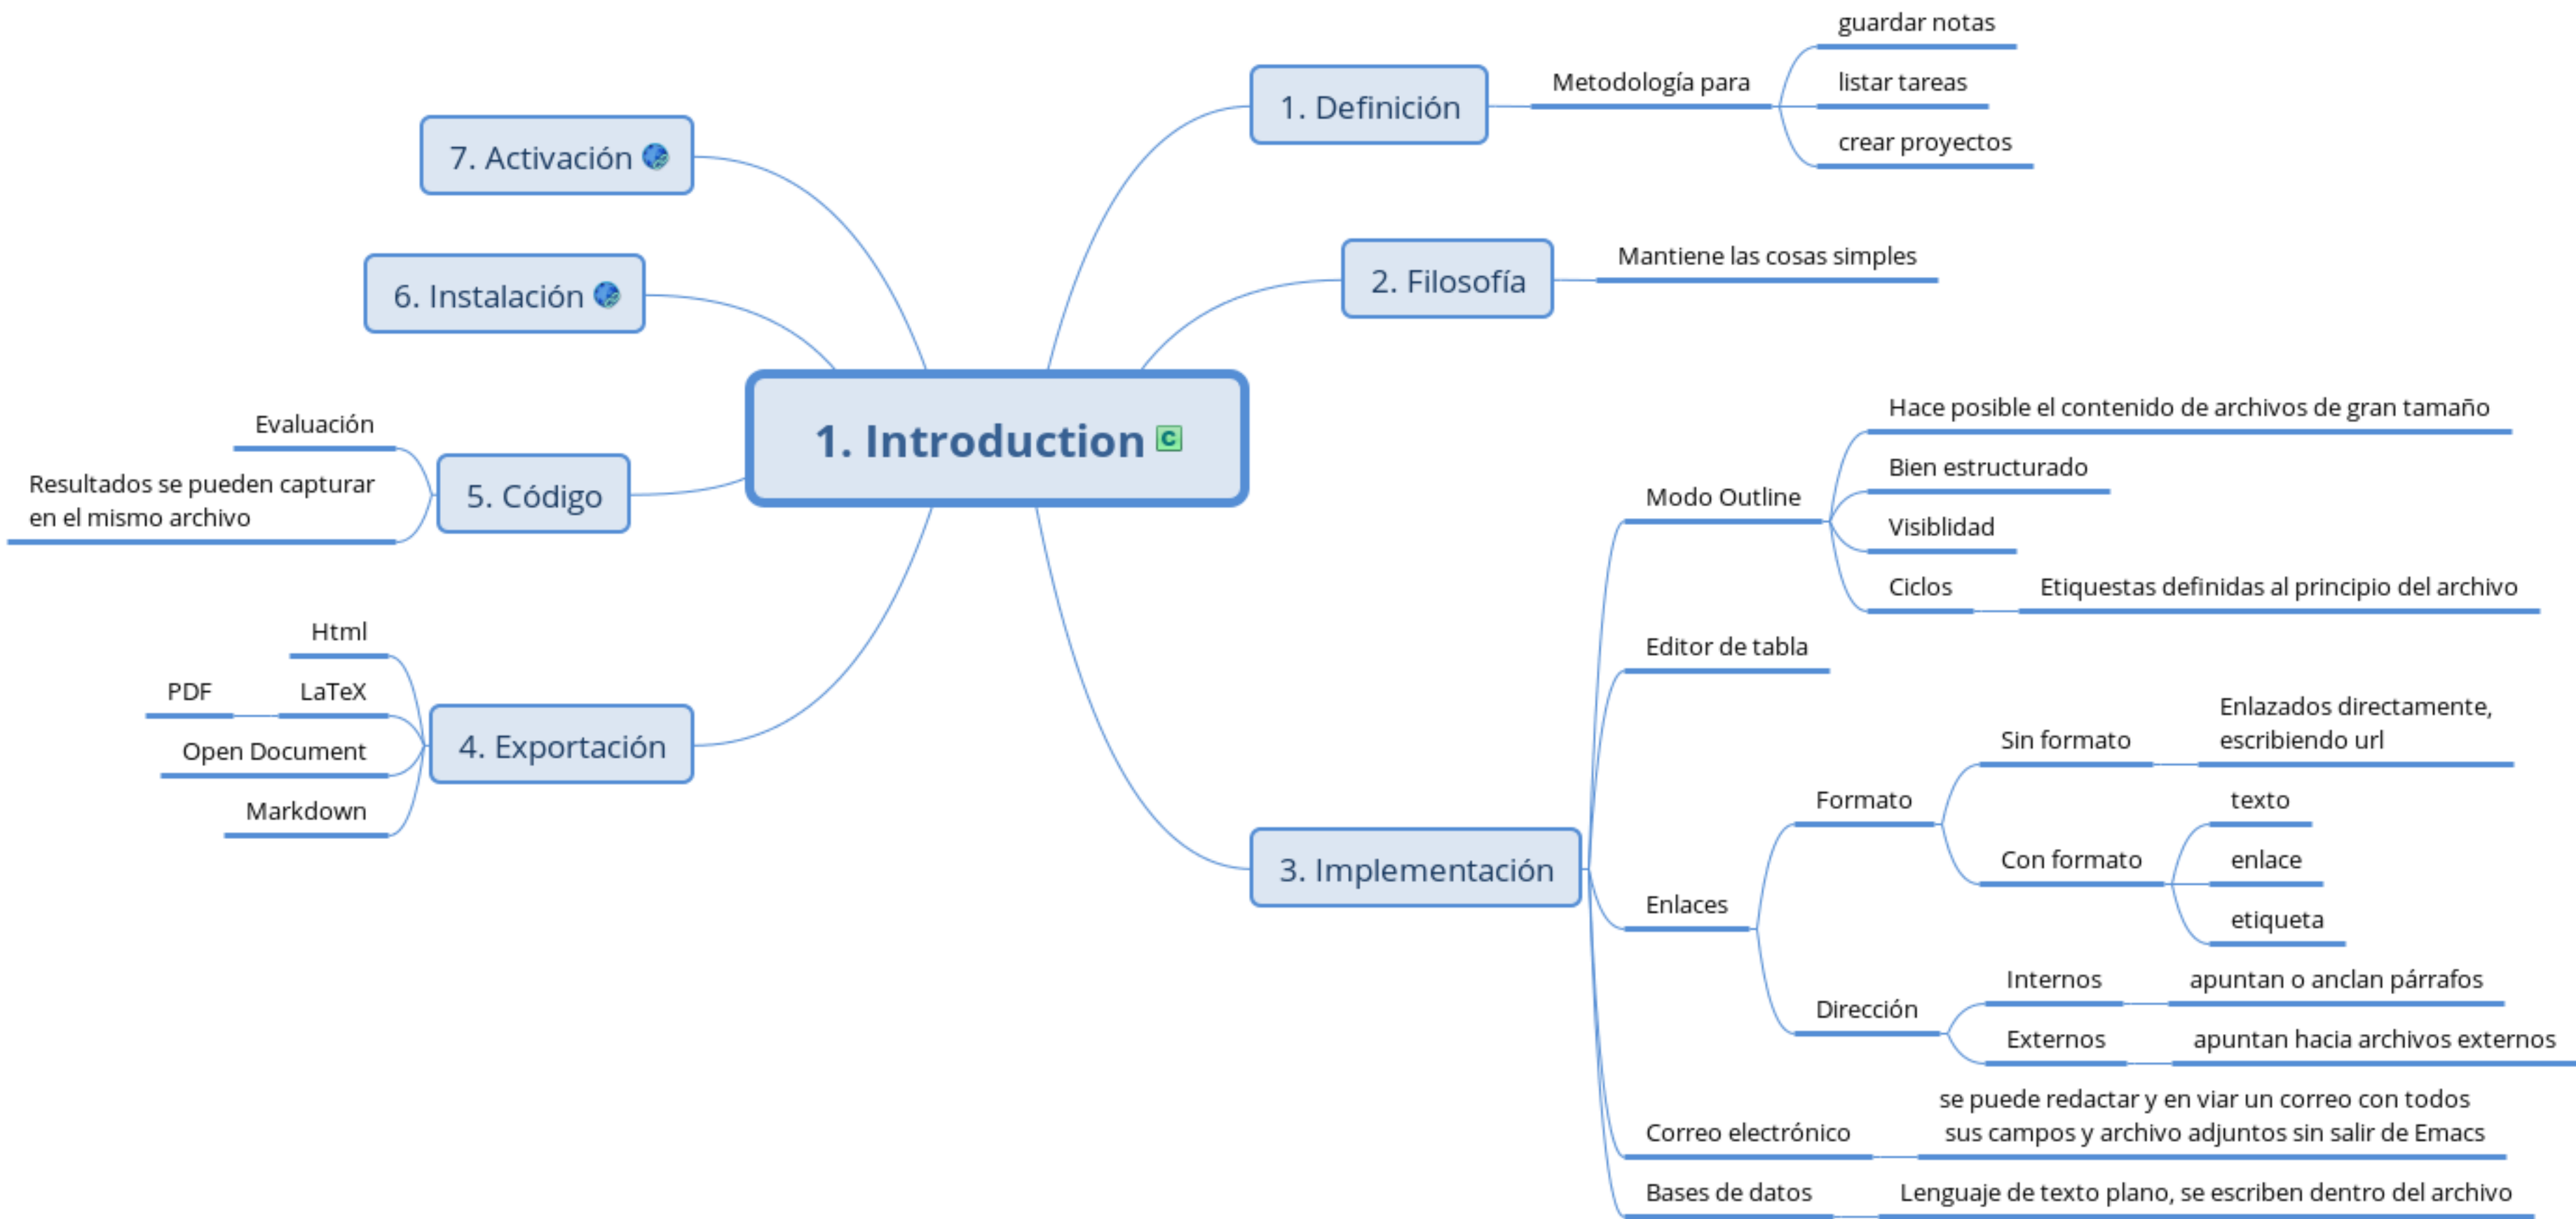 1. Introduction
C
1. Definición
Metodología para
guardar notas
listar tareas
crear proyectos
2. Filosofía
Mantiene las cosas simples
3. Implementación
Modo Outline
Hace posible el contenido de archivos de gran tamaño
Bien estructurado
Visiblidad
Ciclos
Etiquestas definidas al principio del archivo
Editor de tabla
Enlaces
Formato
Sin formato
Enlazados directamente,
escribiendo url
Con formato
texto
enlace
etiqueta
Dirección
Internos
apuntan o anclan párrafos
Externos
apuntan hacia archivos externos
Correo electrónico
se puede redactar y en viar un correo con todos
sus campos y archivo adjuntos sin salir de Emacs
Bases de datos
Lenguaje de texto plano, se escriben dentro del archivo
4. Exportación
Html
LaTeX
PDF
Open Document
Markdown
5. Código
Evaluación
Resultados se pueden capturar
en el mismo archivo
6. Instalación
7. Activación